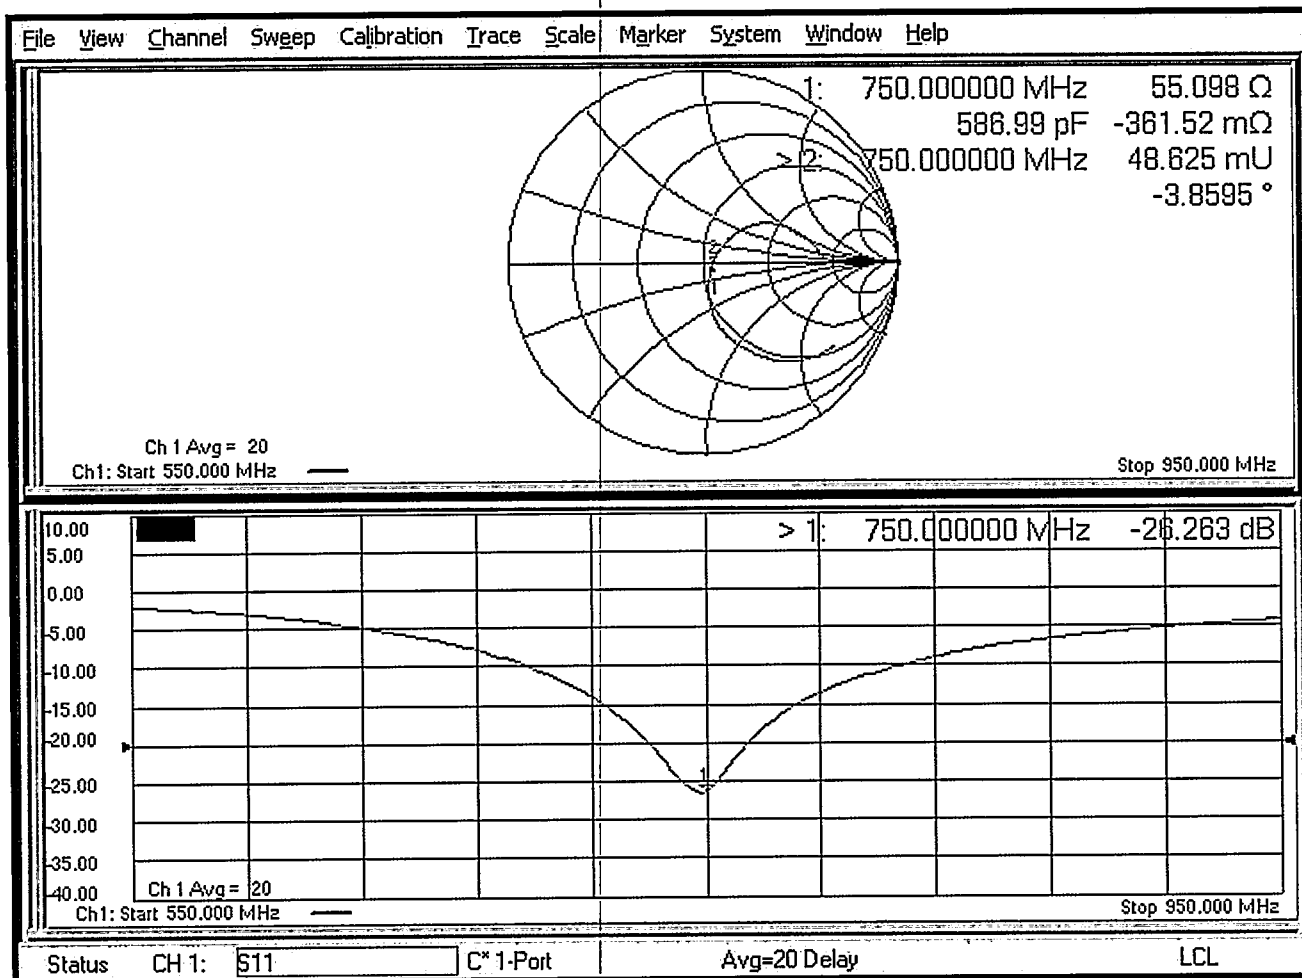 File View Channel Sweep Calibration Trace Scale Marker System Window Help
1: 750.000000 MHz 55.098 Ω
586.99 pF -361.52 mΩ
> 2: 750.000000 MHz 48.625 mU
-3.8595 °
Ch 1 Avg = 20
Ch1: Start 550.000 MHz
Stop 950.000 MHz
10.00
> 1: 750.000000 MHz -26.263 dB
5.00
0.00
-5.00
-10.00
-15.00
-20.00
-25.00
1
-30.00
-35.00
-40.00
Ch 1 Avg = 20
Ch1: Start 550.000 MHz
Stop 950.000 MHz
Status CH 1: S11 C* 1-Port Avg=20 Delay LCL